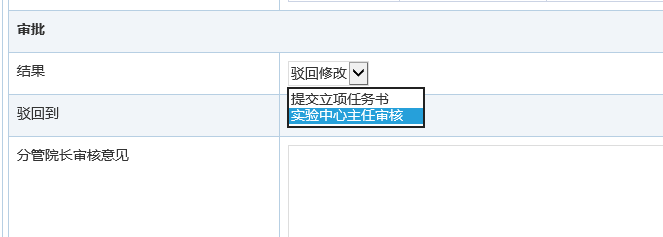 审批
结果
驳回修改
驳回到
提交立项任务书
实验中心主任审核
分管院长审核意见